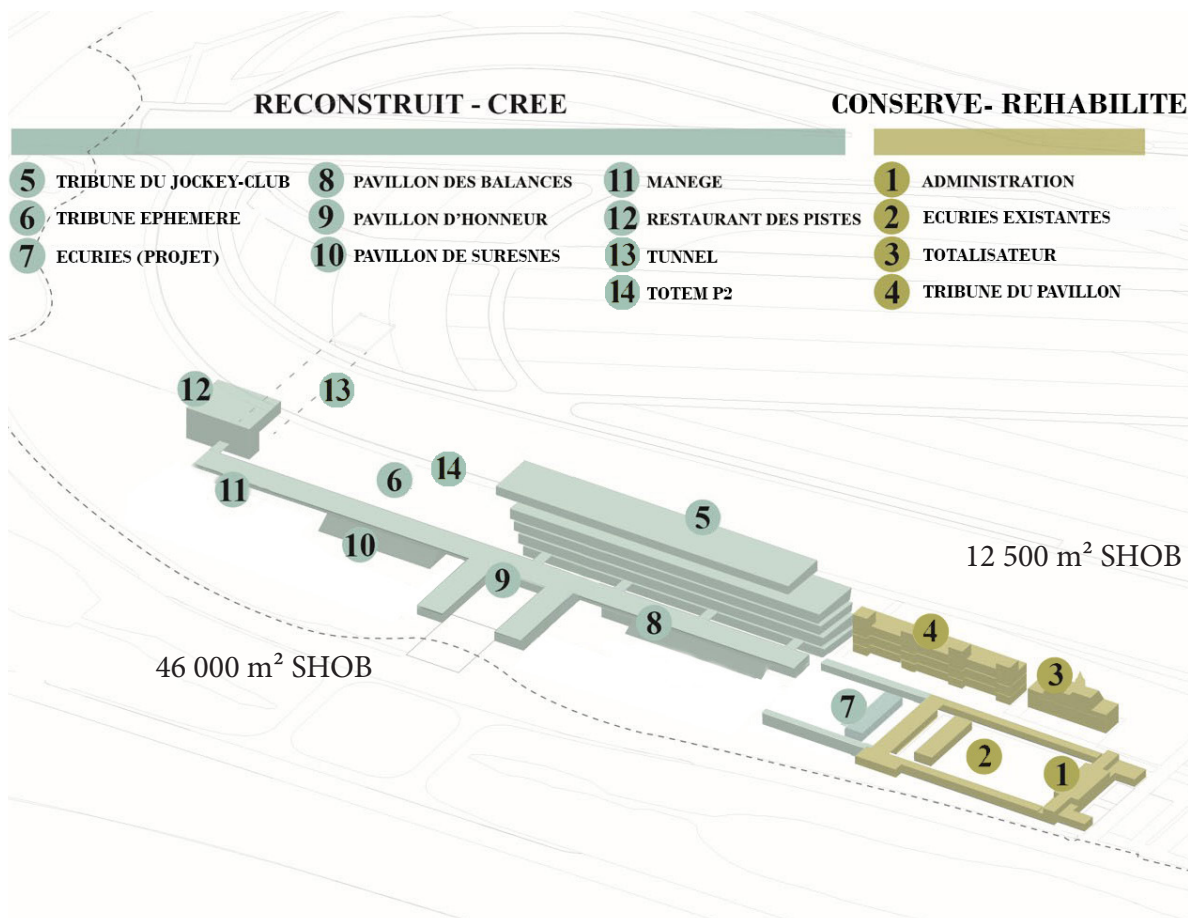 RECONSTRUIT - CREE
CONSERVE- REHABILITE
5 TRIBUNE DU JOCKEY-CLUB
6 TRIBUNE EPHEMERE
7 ECURIES (PROJET)
8 PAVILLON DES BALANCES
9 PAVILLON D'HONNEUR
10 PAVILLON DE SURESNES
11 MANEGE
12 RESTAURANT DES PISTES
13 TUNNEL
14 TOTEM P2
1 ADMINISTRATION
2 ECURIES EXISTANTES
3 TOTALISATEUR
4 TRIBUNE DU PAVILLON
12
13
11
6
14
5
10
9
8
12 500 m² SHOB
4
3
46 000 m² SHOB
7
2
1